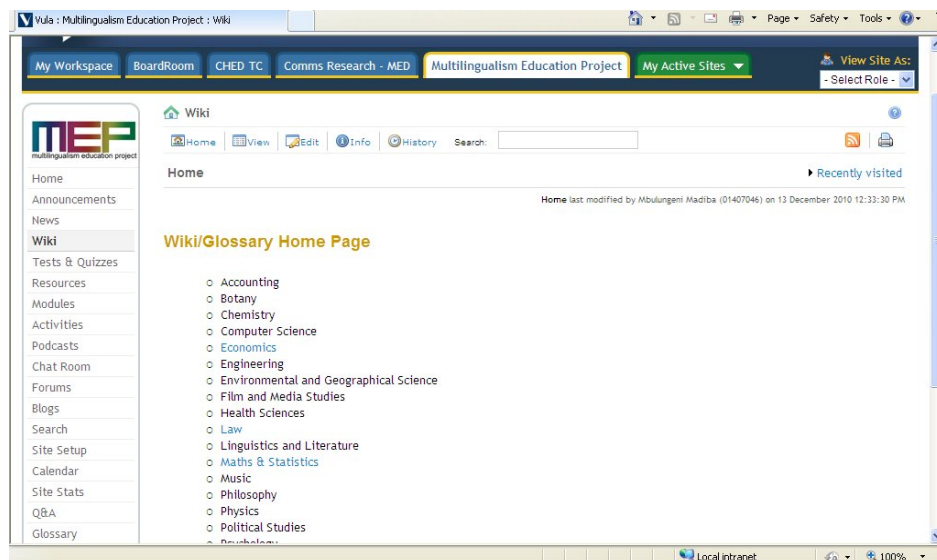 Vula : Multilingualism Education Project : Wiki
Page Safety Tools
My Workspace BoardRoom CHED TC Comms Research - MED Multilingualism Education Project My Active Sites View Site As:
- Select Role -
MEP
multilingualism education project
Home
Announcements
News
Wiki
Tests & Quizzes
Resources
Modules
Activities
Podcasts
Chat Room
Forums
Blogs
Search
Site Setup
Calendar
Site Stats
Q&A
Glossary
Wiki
Home View Edit Info History Search:
Home Recently visited
Home last modified by Mbulungeni Madiba (01407046) on 13 December 2010 12:33:30 PM
Wiki/Glossary Home Page
Accounting
Botany
Chemistry
Computer Science
Economics
Engineering
Environmental and Geographical Science
Film and Media Studies
Health Sciences
Law
Linguistics and Literature
Maths & Statistics
Music
Philosophy
Physics
Political Studies
Psychology
Local intranet 100%